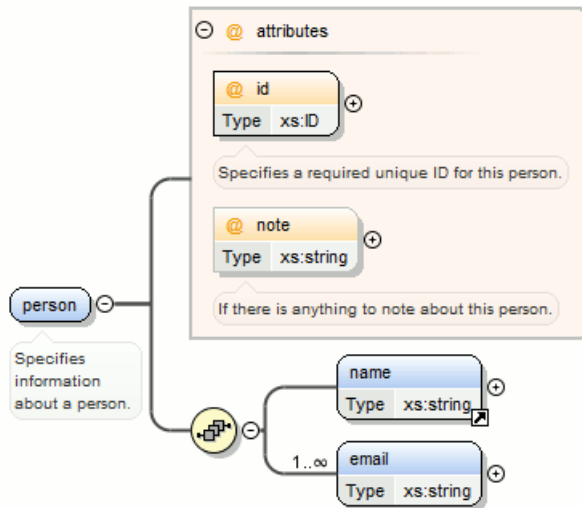 @ attributes
@ id
Type xs:ID
Specifies a required unique ID for this person.
@ note
Type xs:string
If there is anything to note about this person.
person
Specifies
information
about a person.
name
Type xs:string
1..∞
email
Type xs:string